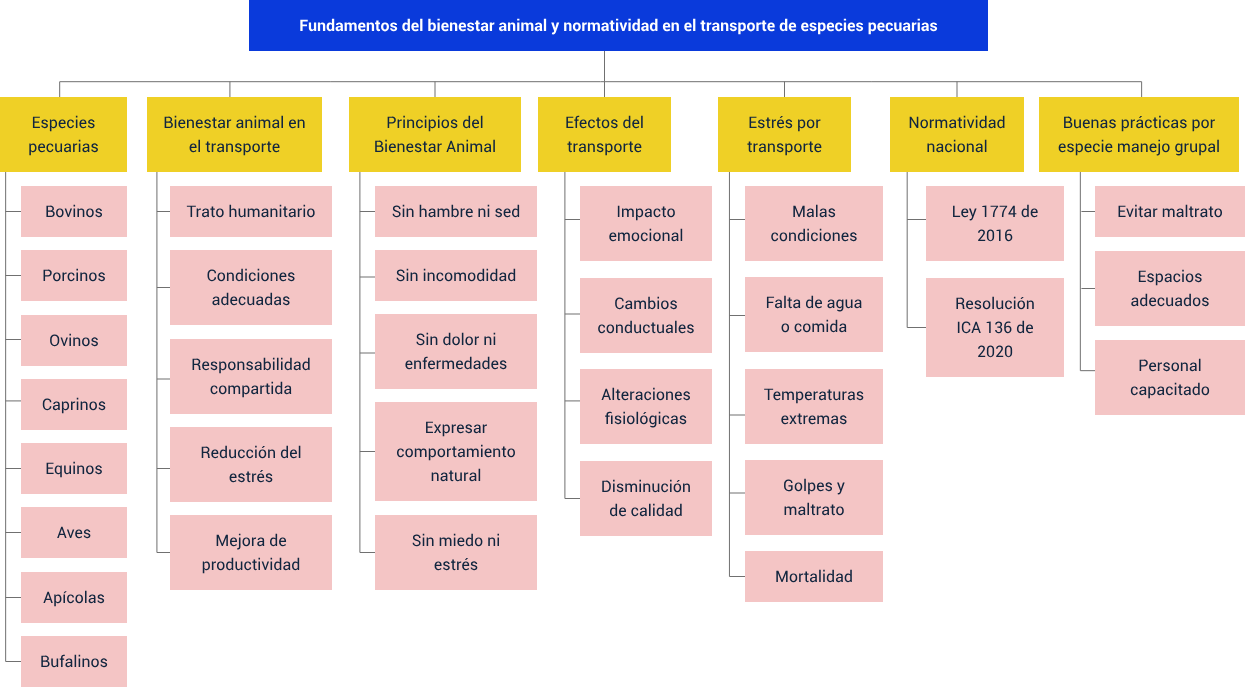 Fundamentos del bienestar animal y normatividad en el transporte de especies pecuarias
Especies
pecuarias
Bovinos
Porcinos
Ovinos
Caprinos
Equinos
Aves
Apícolas
Bufalinos
Bienestar animal en
el transporte
Trato humanitario
Condiciones
adecuadas
Responsabilidad
compartida
Reducción del
estrés
Mejora de
productividad
Principios del
Bienestar Animal
Sin hambre ni sed
Sin incomodidad
Sin dolor ni
enfermedades
Expresar
comportamiento
natural
Sin miedo ni
estrés
Efectos del
transporte
Impacto
emocional
Cambios
conductuales
Alteraciones
fisiológicas
Disminución
de calidad
Estrés por
transporte
Malas
condiciones
Falta de agua
o comida
Temperaturas
extremas
Golpes y
maltrato
Mortalidad
Normatividad
nacional
Ley 1774 de
2016
Resolución
ICA 136 de
2020
Buenas prácticas por
especie manejo grupal
Evitar maltrato
Espacios
adecuados
Personal
capacitado